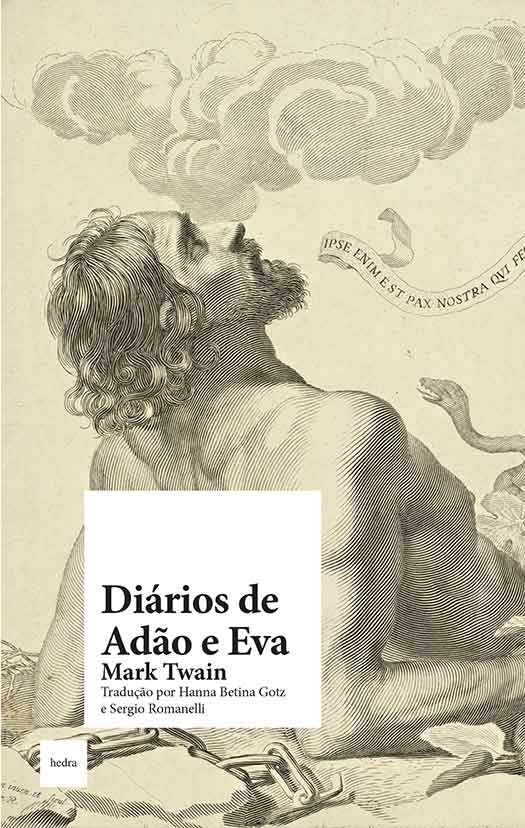 IPSE ENIM EST PAX NOSTRA QVI FE
Diários de
Adão e Eva
Mark Twain
Tradução por Hanna Betina Gotz
e Sergio Romanelli
hedra